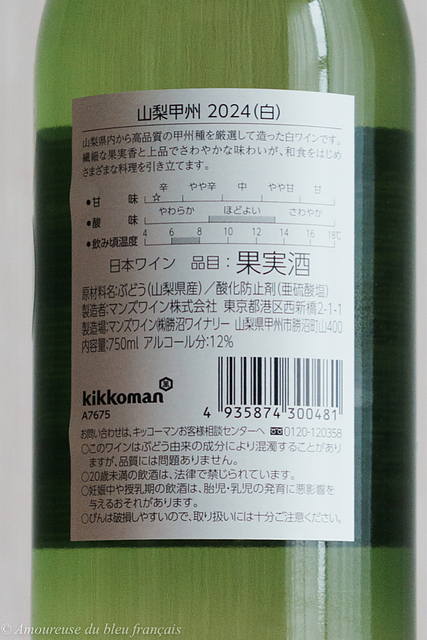 山梨甲州 2024(白)
山梨県内から高品質の甲州種を厳選して造った白ワインです。
繊細な果実香と上品でさわやかな味わいが、和食をはじめ
さまざまな料理を引き立てます。
辛 やや辛 中 やや甘 甘
●甘 味 ☆
やわらか ほどよい さわやか
●酸 味
4 6 8 10 12 14 16 18℃
●飲み頃温度
日本ワイン 品目：果実酒
原材料名:ぶどう(山梨県産)／酸化防止剤(亜硫酸塩)
製造者:マンズワイン株式会社 東京都港区西新橋2-1-1
製造場:マンズワイン㈱勝沼ワイナリー 山梨県甲州市勝沼町山400
内容量:750ml アルコール分:12%
kikkoman
A7675
4 935874 300481
お問い合わせは、キッコーマンお客様相談センターへ 0120-120358
○このワインはぶどう由来の成分により混濁することがあり
ますが、品質には問題ありません。
○20歳未満の飲酒は、法律で禁じられています。
○妊娠中や授乳期の飲酒は、胎児・乳児の発育に悪影響を
与えるおそれがあります。
○びんは破損しやすいので、取り扱いには十分ご注意ください。
© Amoureuse du bleu français